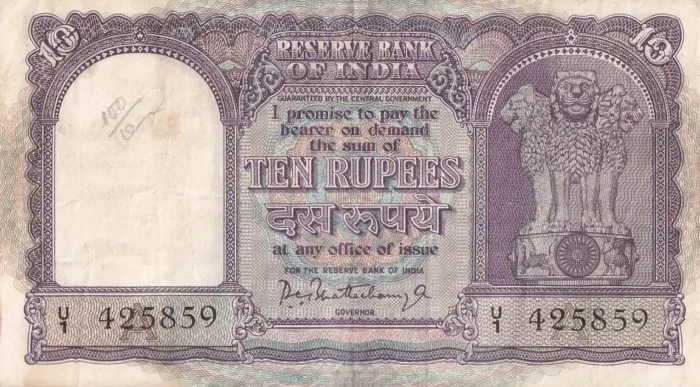 10
10
RESERVE BANK
OF INDIA
GUARANTEED BY THE CENTRAL GOVERNMENT
I promise to pay the
bearer on demand
the sum of
TEN RUPEES
दस रूपये
at any office of issue
FOR THE RESERVE BANK OF INDIA
P.C. Bhattacharyya
GOVERNOR.
U/1 425859
A
U/1 425859
A
100